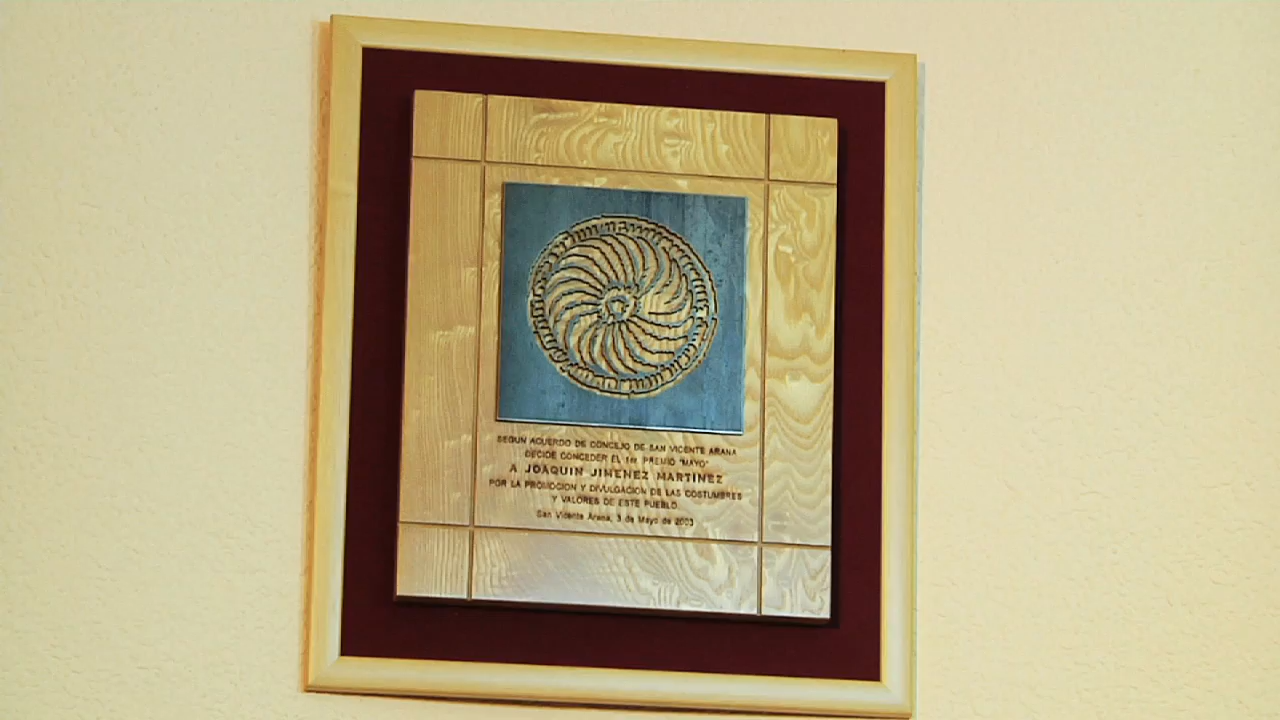 SEGUN ACUERDO DE CONCEJO DE SAN VICENTE ARANA
DECIDE CONCEDER EL 1er PREMIO "MAYO"
A JOAQUIN JIMENEZ MARTINEZ
POR LA PROMOCION Y DIVULGACION DE LAS COSTUMBRES
Y VALORES DE ESTE PUEBLO.
San Vicente Arana, 3 de Mayo de 2003